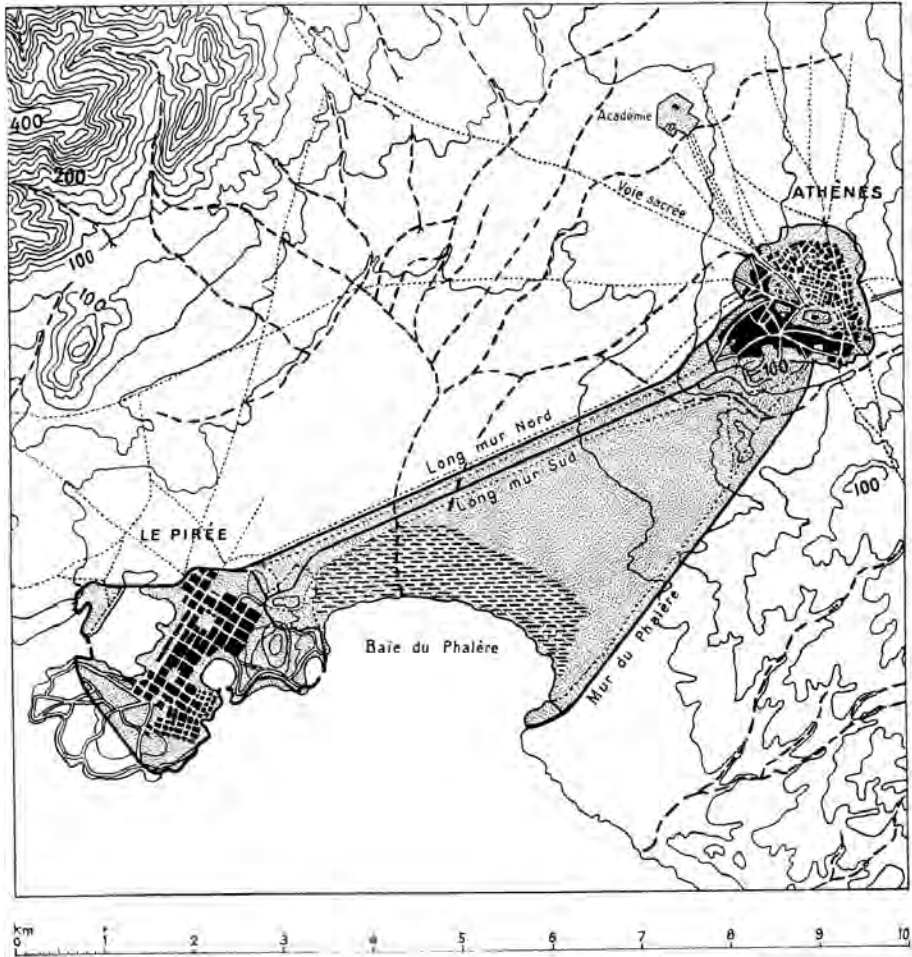 400
200
100
100
Académie
Voie sacrée
ATHÈNES
100
Long mur Nord
Long mur Sud
100
LE PIRÉE
Baïe du Phalère
Mur du Phalère
km
0 1 2 3 4 5 6 7 8 9 10